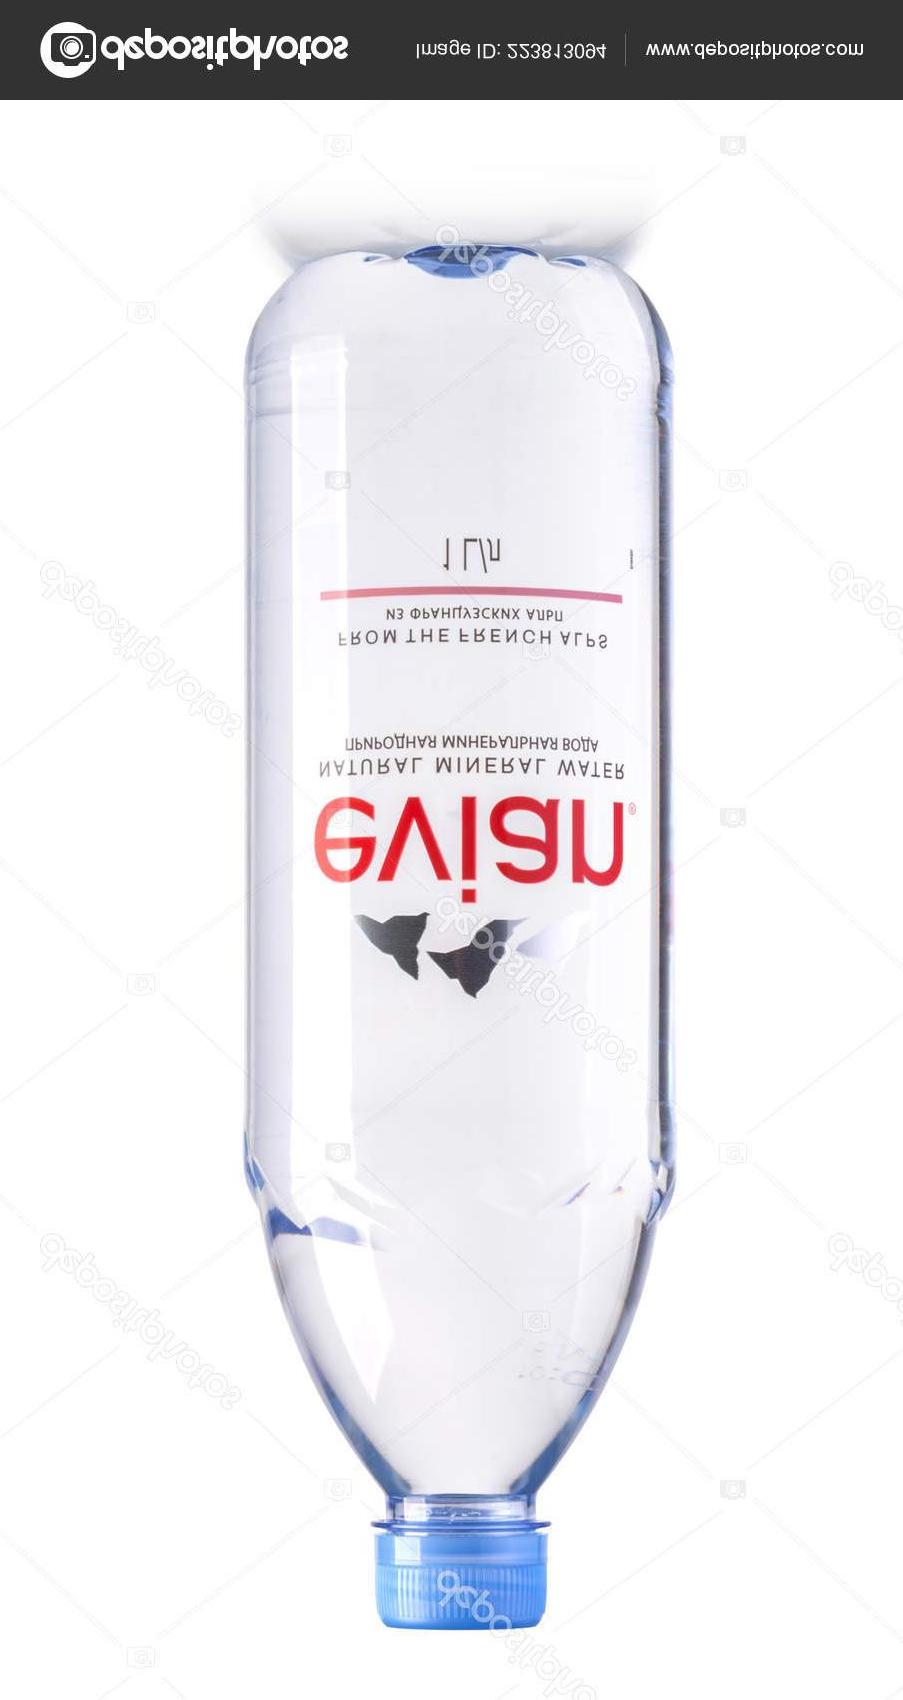 evian®
NATURAL MINERAL WATER
ПРИРОДНАЯ МИНЕРАЛЬНАЯ ВОДА
FROM THE FRENCH ALPS
ИЗ ФРАНЦУЗСКИХ АЛЬП
1 L/л
depositphotos
Image ID: 223813094
www.depositphotos.com